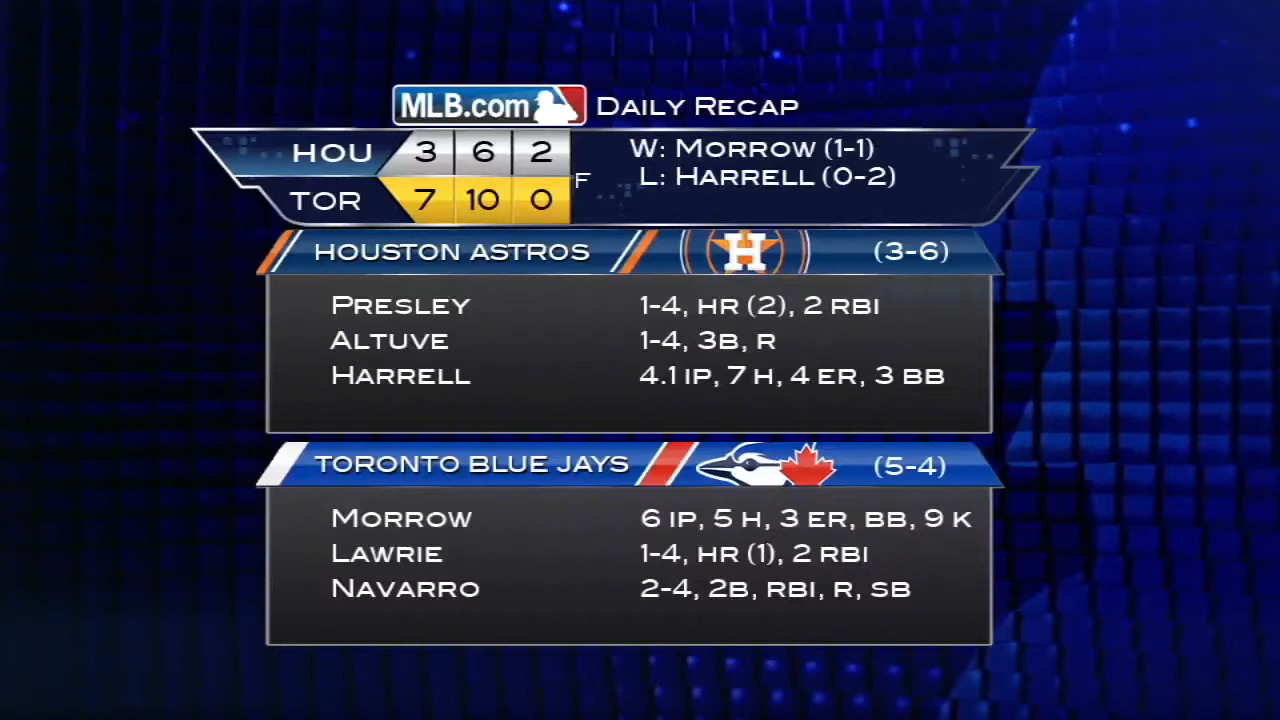 MLB.com DAILY RECAP
HOU 3 6 2
TOR 7 10 0
F
W: MORROW (1-1)
L: HARRELL (0-2)
HOUSTON ASTROS H (3-6)
PRESLEY 1-4, HR (2), 2 RBI
ALTUVE 1-4, 3B, R
HARRELL 4.1 IP, 7 H, 4 ER, 3 BB
TORONTO BLUE JAYS (5-4)
MORROW 6 IP, 5 H, 3 ER, BB, 9 K
LAWRIE 1-4, HR (1), 2 RBI
NAVARRO 2-4, 2B, RBI, R, SB